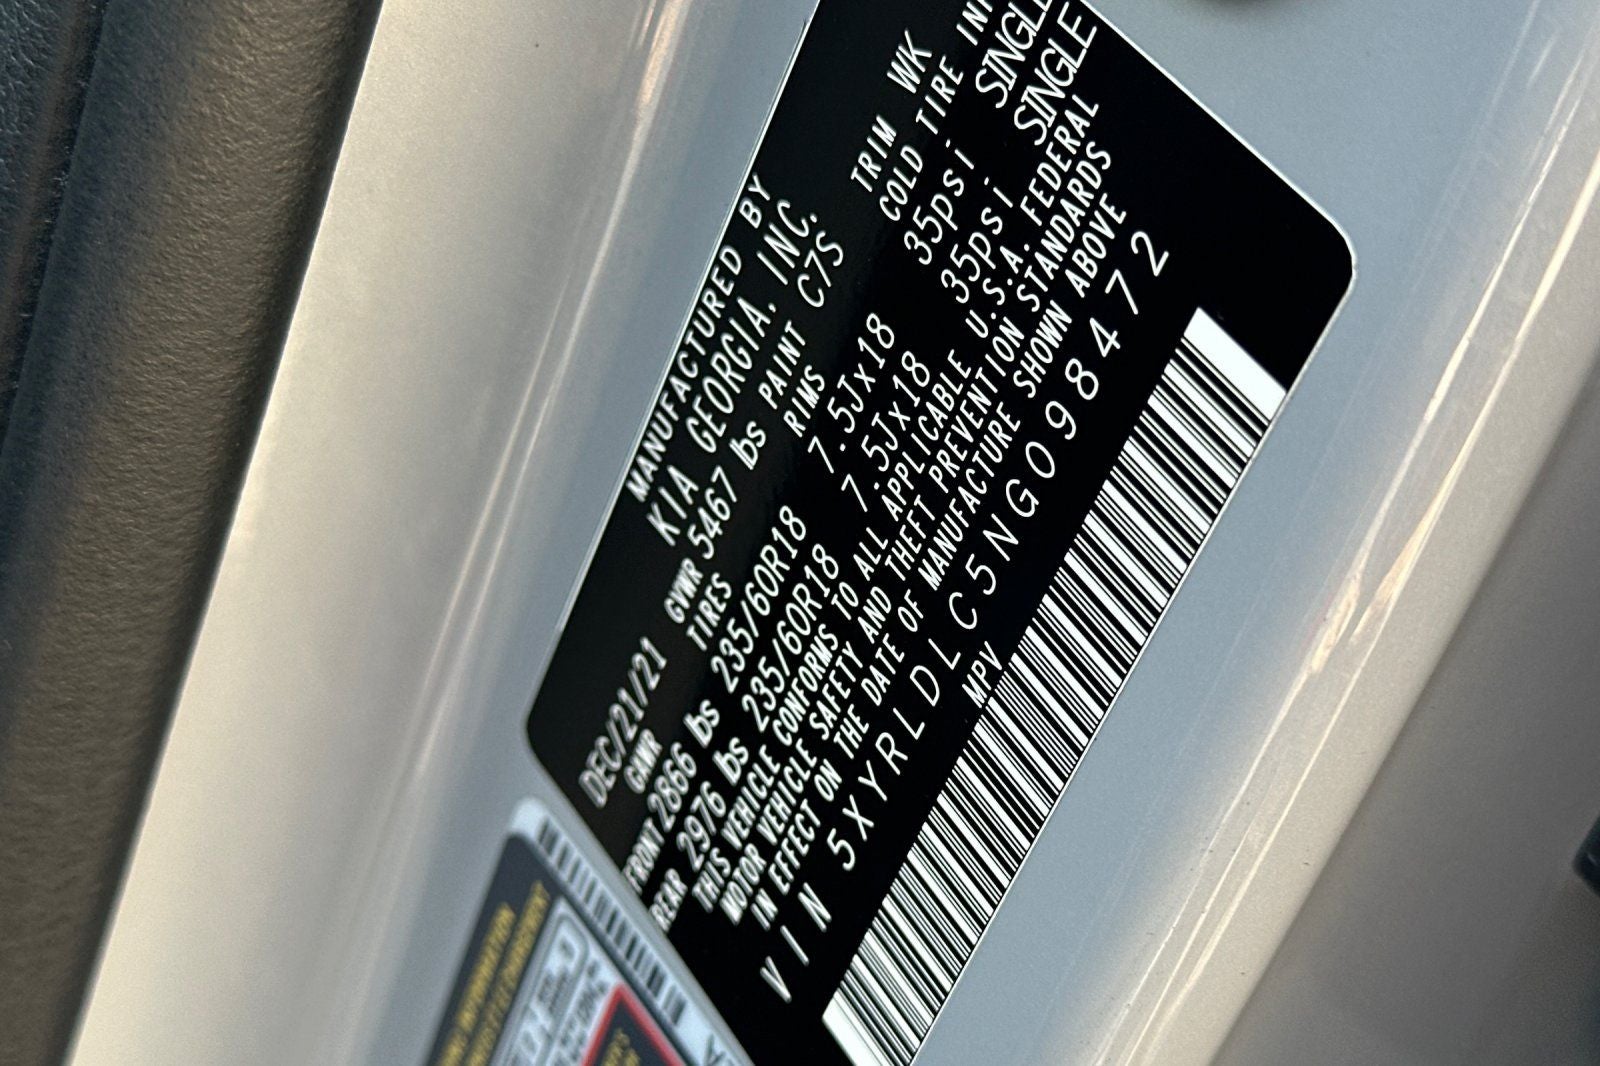 MANUFACTURED BY
KIA GEORGIA, INC.
DEC/21/21 GVWR 5467 lbs PAINT C7S TRIM WK
GAWR TIRES RIMS COLD TIRE
FRONT 2866 lbs 235/60R18 7.5Jx18 35psi SINGLE
REAR 2976 lbs 235/60R18 7.5Jx18 35psi SINGLE
THIS VEHICLE CONFORMS TO ALL APPLICABLE U.S.A. FEDERAL
MOTOR VEHICLE SAFETY AND THEFT PREVENTION STANDARDS
IN EFFECT ON THE DATE OF MANUFACTURE SHOWN ABOVE
VIN 5XYRLDLC5NG098472
MPV
INFORMATION